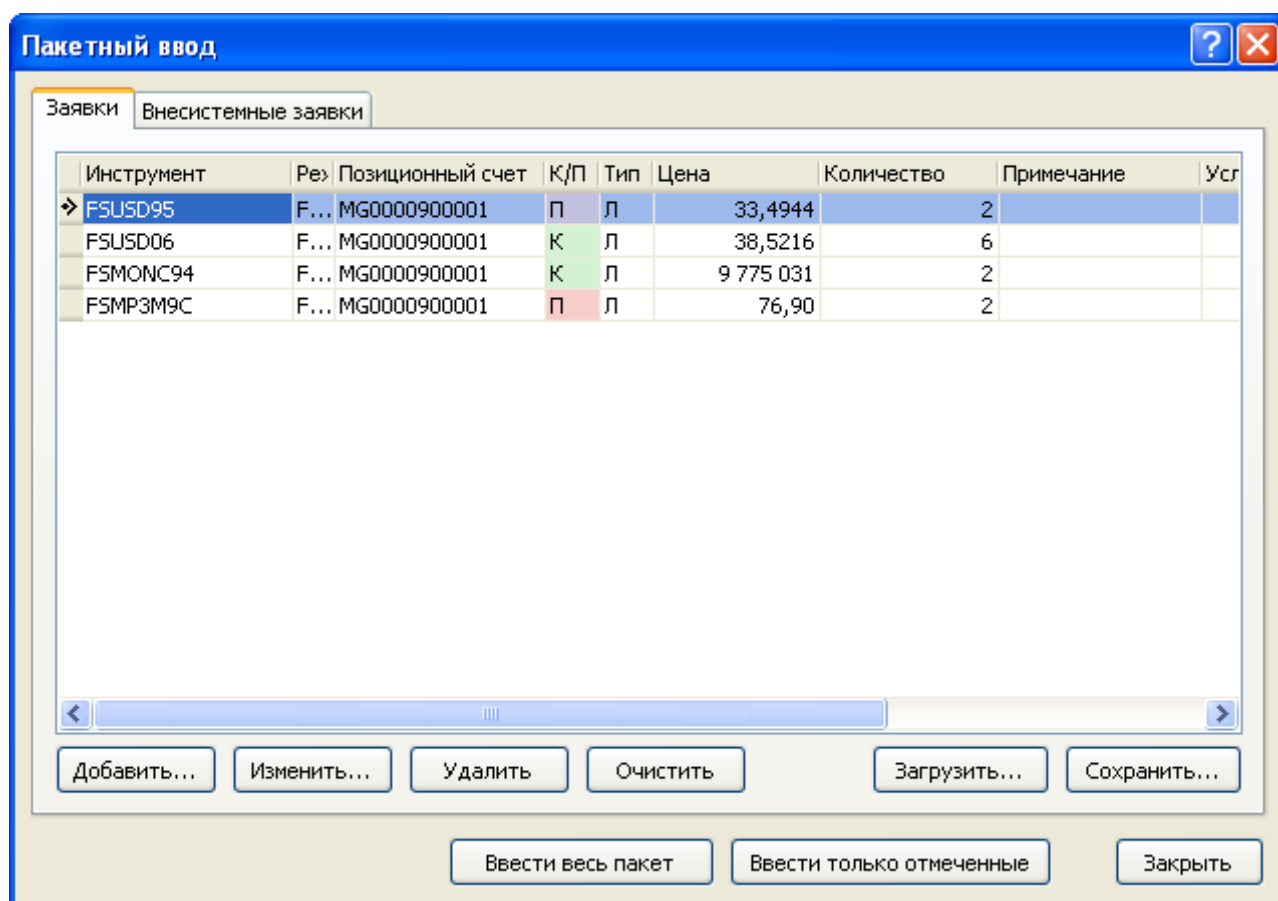 Пакетный ввод
Заявки Внесистемные заявки
Инструмент Реж Позиционный счет К/П Тип Цена Количество Примечание Усл
FSUSD95 F... MG0000900001 П Л 33,4944 2
FSUSD06 F... MG0000900001 К Л 38,5216 6
FSMONC94 F... MG0000900001 К Л 9 775 031 2
FSMP3M9C F... MG0000900001 П Л 76,90 2
Добавить... Изменить... Удалить Очистить Загрузить... Сохранить...
Ввести весь пакет Ввести только отмеченные Закрыть